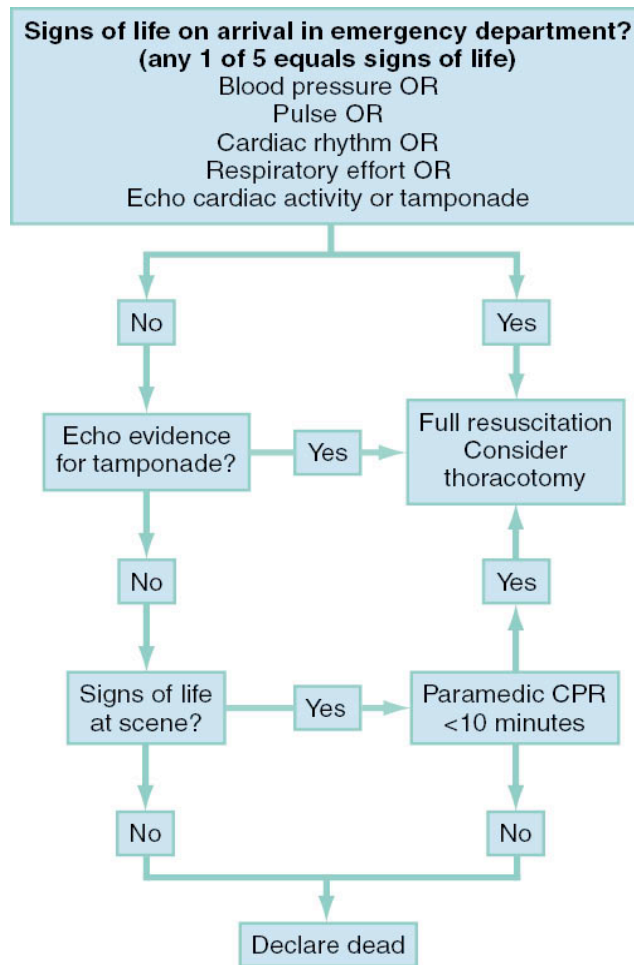 Signs of life on arrival in emergency department?
(any 1 of 5 equals signs of life)
Blood pressure OR
Pulse OR
Cardiac rhythm OR
Respiratory effort OR
Echo cardiac activity or tamponade
No
Yes
Echo evidence
for tamponade?
Yes
Full resuscitation
Consider
thoracotomy
No
Yes
Signs of life
at scene?
Yes
Paramedic CPR
<10 minutes
No
No
Declare dead